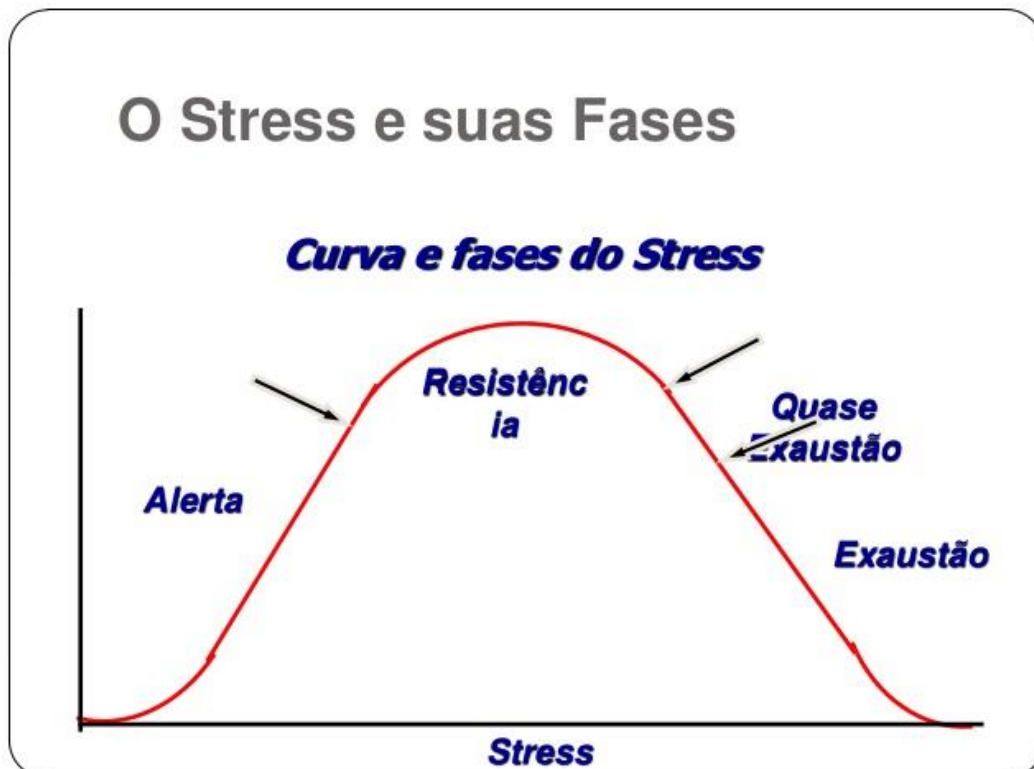 O Stress e suas Fases
Curva e fases do Stress
Resistênc
ia
Quase
Exaustão
Alerta
Exaustão
Stress